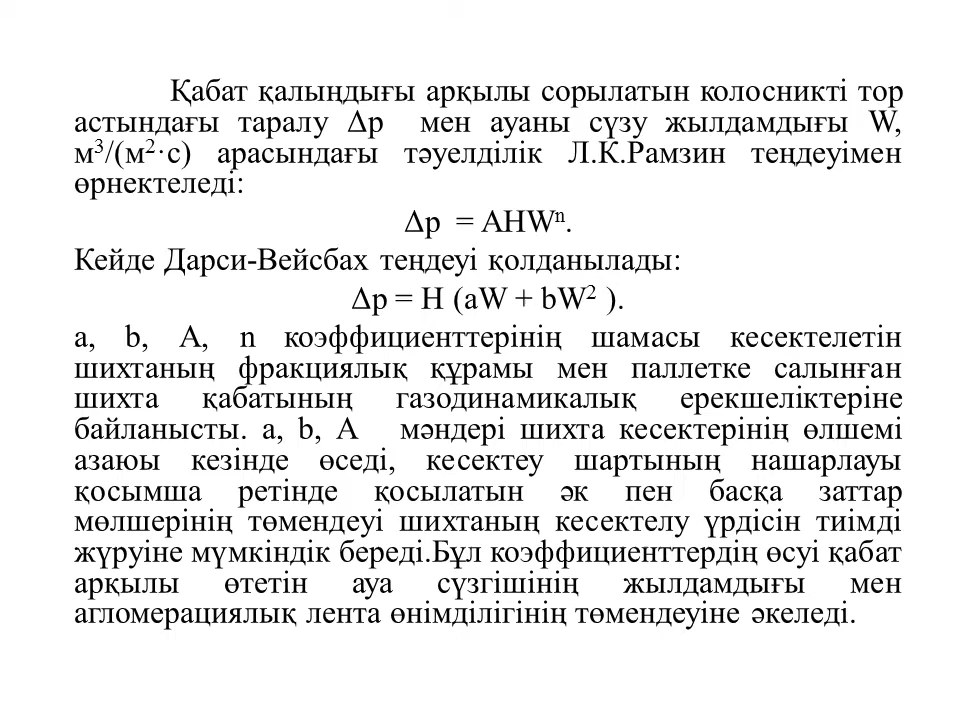 Қабат қалыңдығы арқылы сорылатын колосникті тор
астындағы таралу Δр мен ауаны сүзу жылдамдығы W,
м³/(м²·с) арасындағы тәуелділік Л.К.Рамзин теңдеуімен
өрнектеледі:
Δр = AHWⁿ.
Кейде Дарси-Вейсбах теңдеуі қолданылады:
Δр = H (aW + bW² ).
a, b, A, n коэффициенттерінің шамасы кесектелетін
шихтаның фракциялық құрамы мен паллетке салынған
шихта қабатының газодинамикалық ерекшеліктеріне
байланысты. a, b, A мәндері шихта кесектерінің өлшемі
азаюы кезінде өседі, кесектеу шартының нашарлауы
қосымша ретінде қосылатын әк пен басқа заттар
мөлшерінің төмендеуі шихтаның кесектелу үрдісін тиімді
жүруіне мүмкіндік береді.Бұл коэффициенттердің өсуі қабат
арқылы өтетін ауа сүзгішінің жылдамдығы мен
агломерациялық лента өнімділігінің төмендеуіне әкеледі.